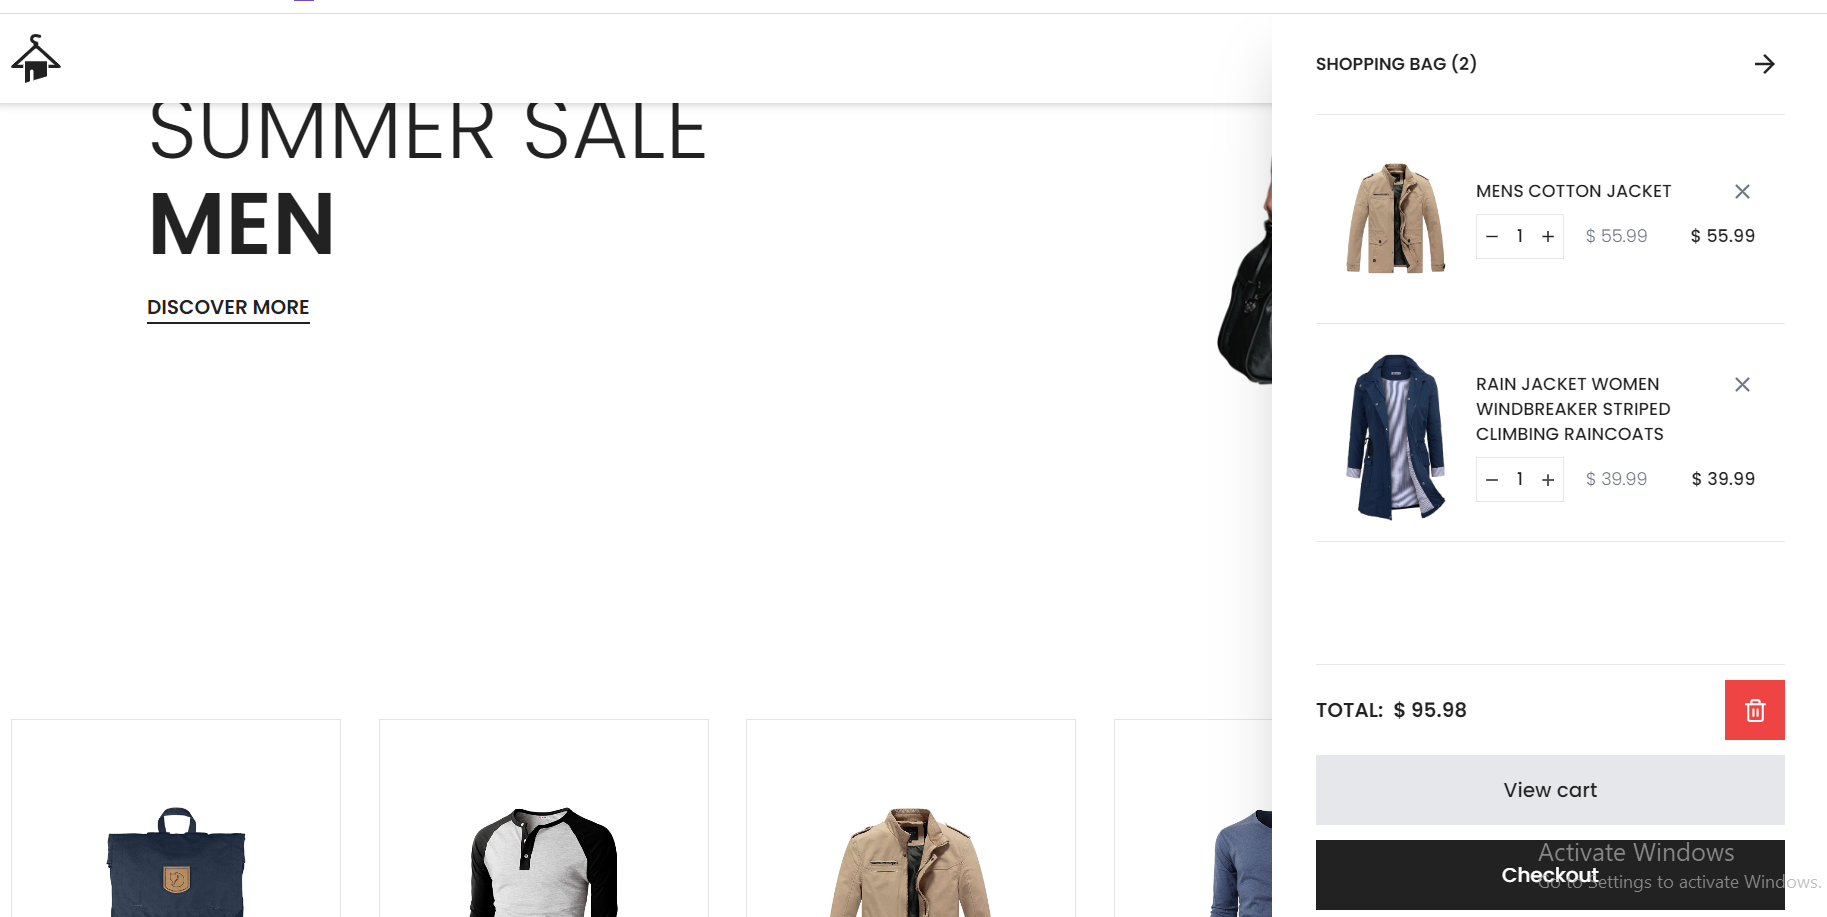 SUMMER SALE
MEN
DISCOVER MORE
SHOPPING BAG (2)
MENS COTTON JACKET
1 $ 55.99 $ 55.99
RAIN JACKET WOMEN
WINDBREAKER STRIPED
CLIMBING RAINCOATS
1 $ 39.99 $ 39.99
TOTAL: $ 95.98
View cart
Checkout
Activate Windows
Go to Settings to activate Windows.